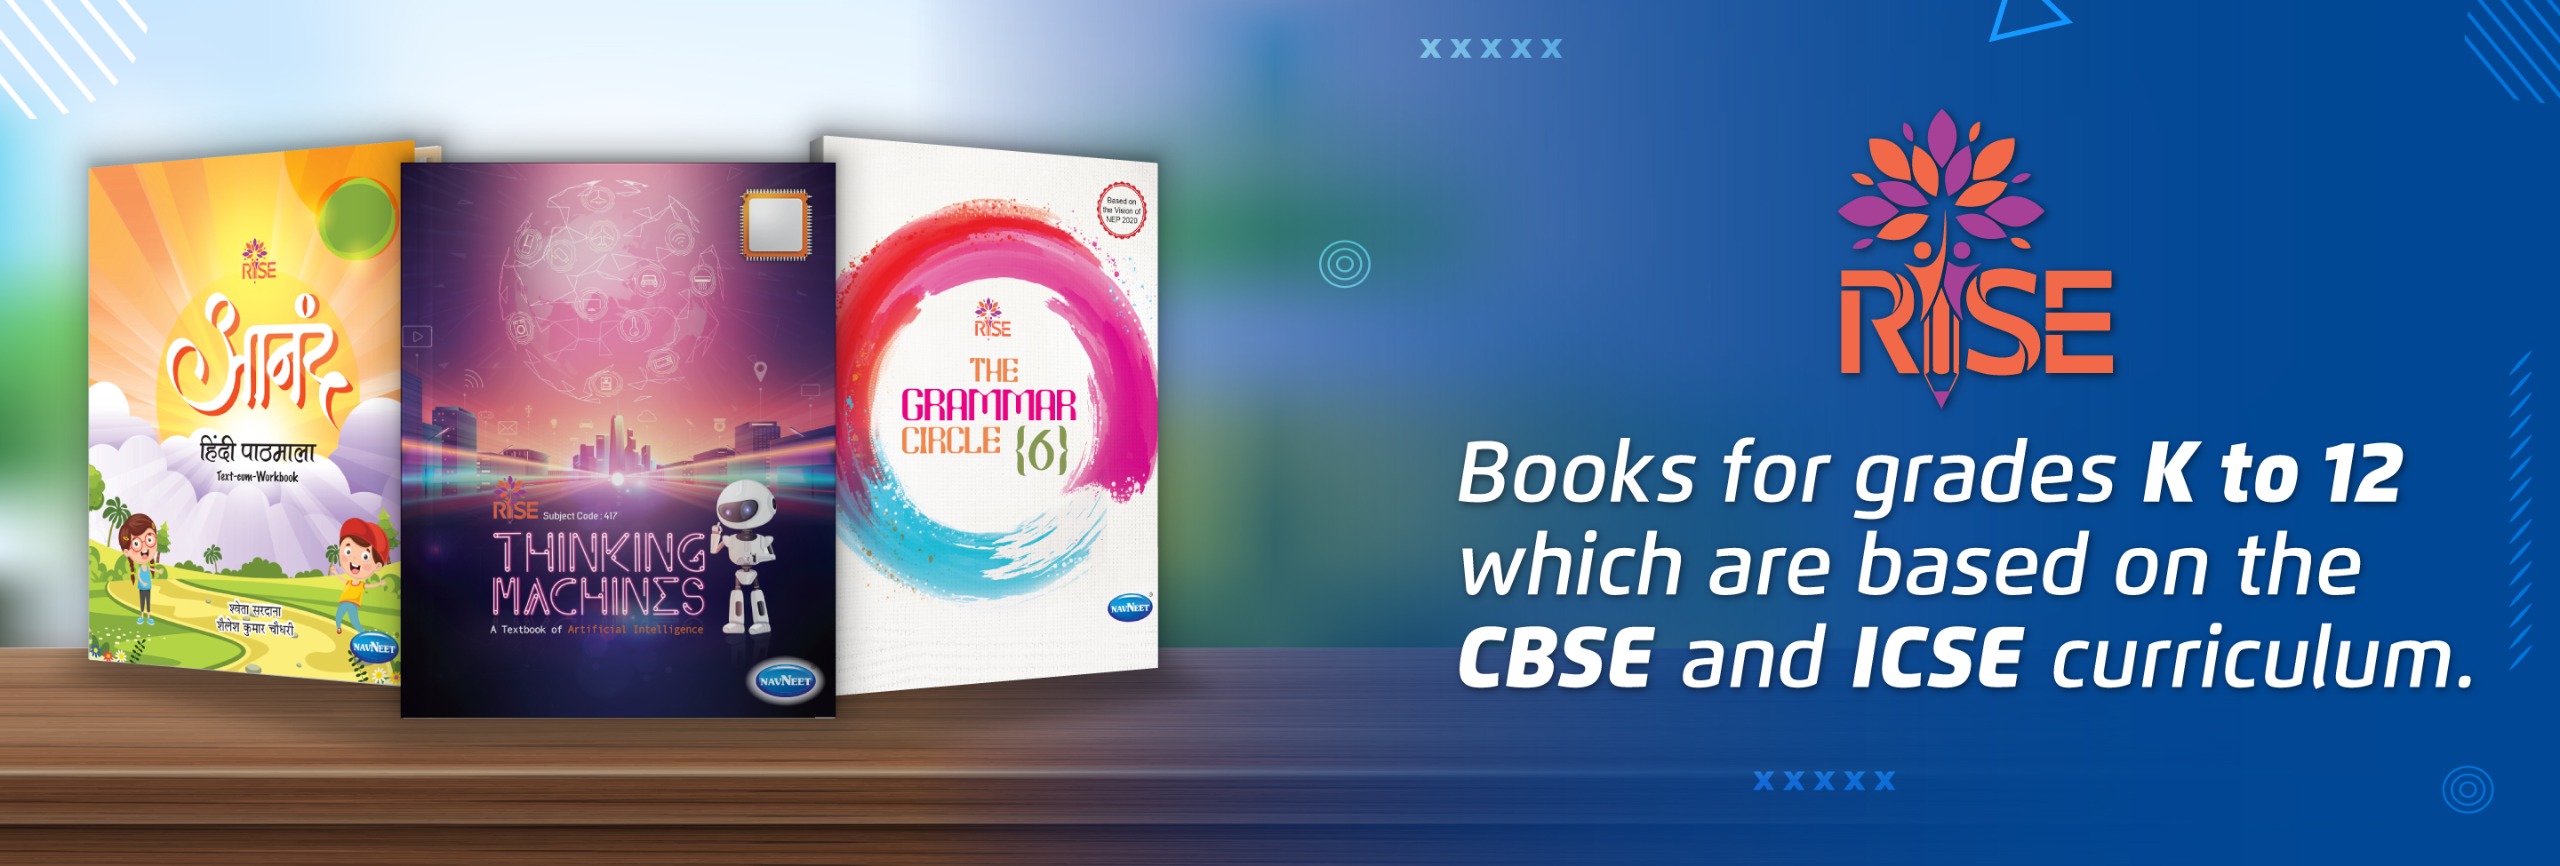 RISE
आनंद
हिंदी पाठमाला
Text-cum-Workbook
श्वेता सरदाना
शैलेश कुमार चौधरी
NAVNEET
RISE Subject Code : 417
THINKING
MACHINES
A Textbook of Artificial Intelligence
NAVNEET
Based on
the Vision of
NEP 2020
RISE
THE
GRAMMAR
CIRCLE {6}
NAVNEET
x x x x x
RISE
Books for grades K to 12
which are based on the
CBSE and ICSE curriculum.
x x x x x